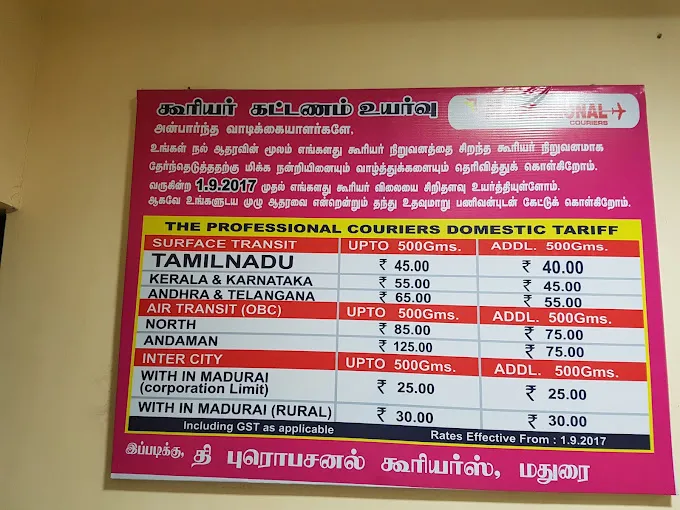 கூரியர் கட்டணம் உயர்வு
ONAL
COURIERS
அன்பார்ந்த வாடிக்கையாளர்களே,
உங்கள் நல் ஆதரவின் மூலம் எங்களது கூரியர் நிறுவனத்தை சிறந்த கூரியர் நிறுவனமாக
தேர்ந்தெடுத்ததற்கு மிக்க நன்றியினையும் வாழ்த்துக்களையும் தெரிவித்துக் கொள்கிறோம்.
வருகின்ற 1.9.2017 முதல் எங்களது கூரியர் விலையை சிறிதளவு உயர்த்தியுள்ளோம்.
ஆகவே உங்களுடைய முழு ஆதரவை என்றென்றும் தந்து உதவுமாறு பணிவன்புடன் கேட்டுக் கொள்கிறோம்.
THE PROFESSIONAL COURIERS DOMESTIC TARIFF
SURFACE TRANSIT UPTO 500Gms. ADDL. 500Gms.
TAMILNADU ₹ 45.00 ₹ 40.00
KERALA & KARNATAKA ₹ 55.00 ₹ 45.00
ANDHRA & TELANGANA ₹ 65.00 ₹ 55.00
AIR TRANSIT (OBC) UPTO 500Gms. ADDL. 500Gms.
NORTH ₹ 85.00 ₹ 75.00
ANDAMAN ₹ 125.00 ₹ 75.00
INTER CITY UPTO 500Gms. ADDL. 500Gms.
WITH IN MADURAI
(corporation Limit) ₹ 25.00 ₹ 25.00
WITH IN MADURAI (RURAL) ₹ 30.00 ₹ 30.00
Including GST as applicable Rates Effective From : 1.9.2017
இப்படிக்கு, தி புரொபசனல் கூரியர்ஸ், மதுரை